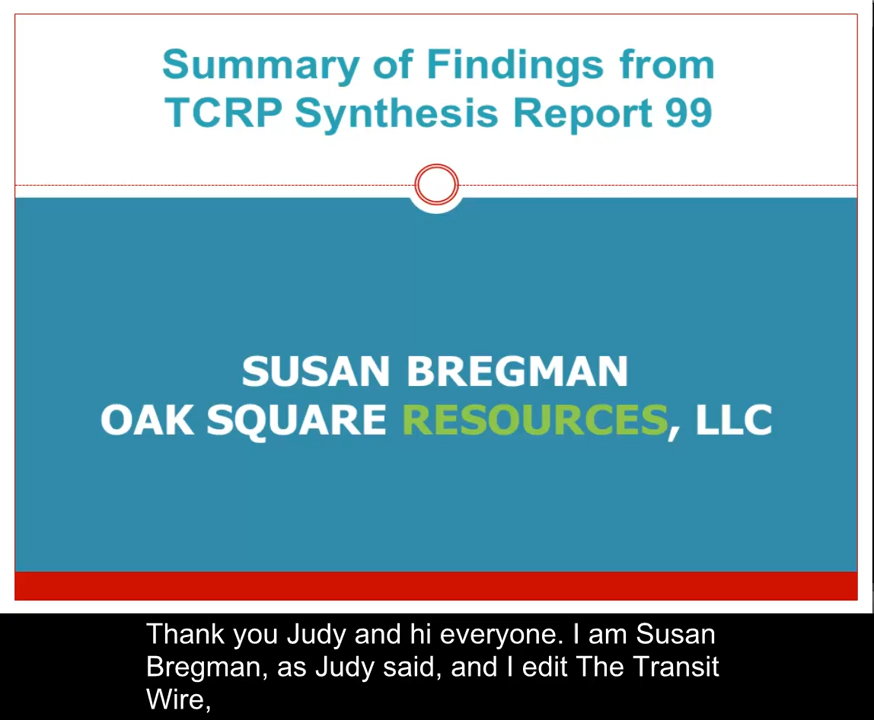 Summary of Findings from
TCRP Synthesis Report 99
SUSAN BREGMAN
OAK SQUARE RESOURCES, LLC
Thank you Judy and hi everyone. I am Susan
Bregman, as Judy said, and I edit The Transit
Wire,